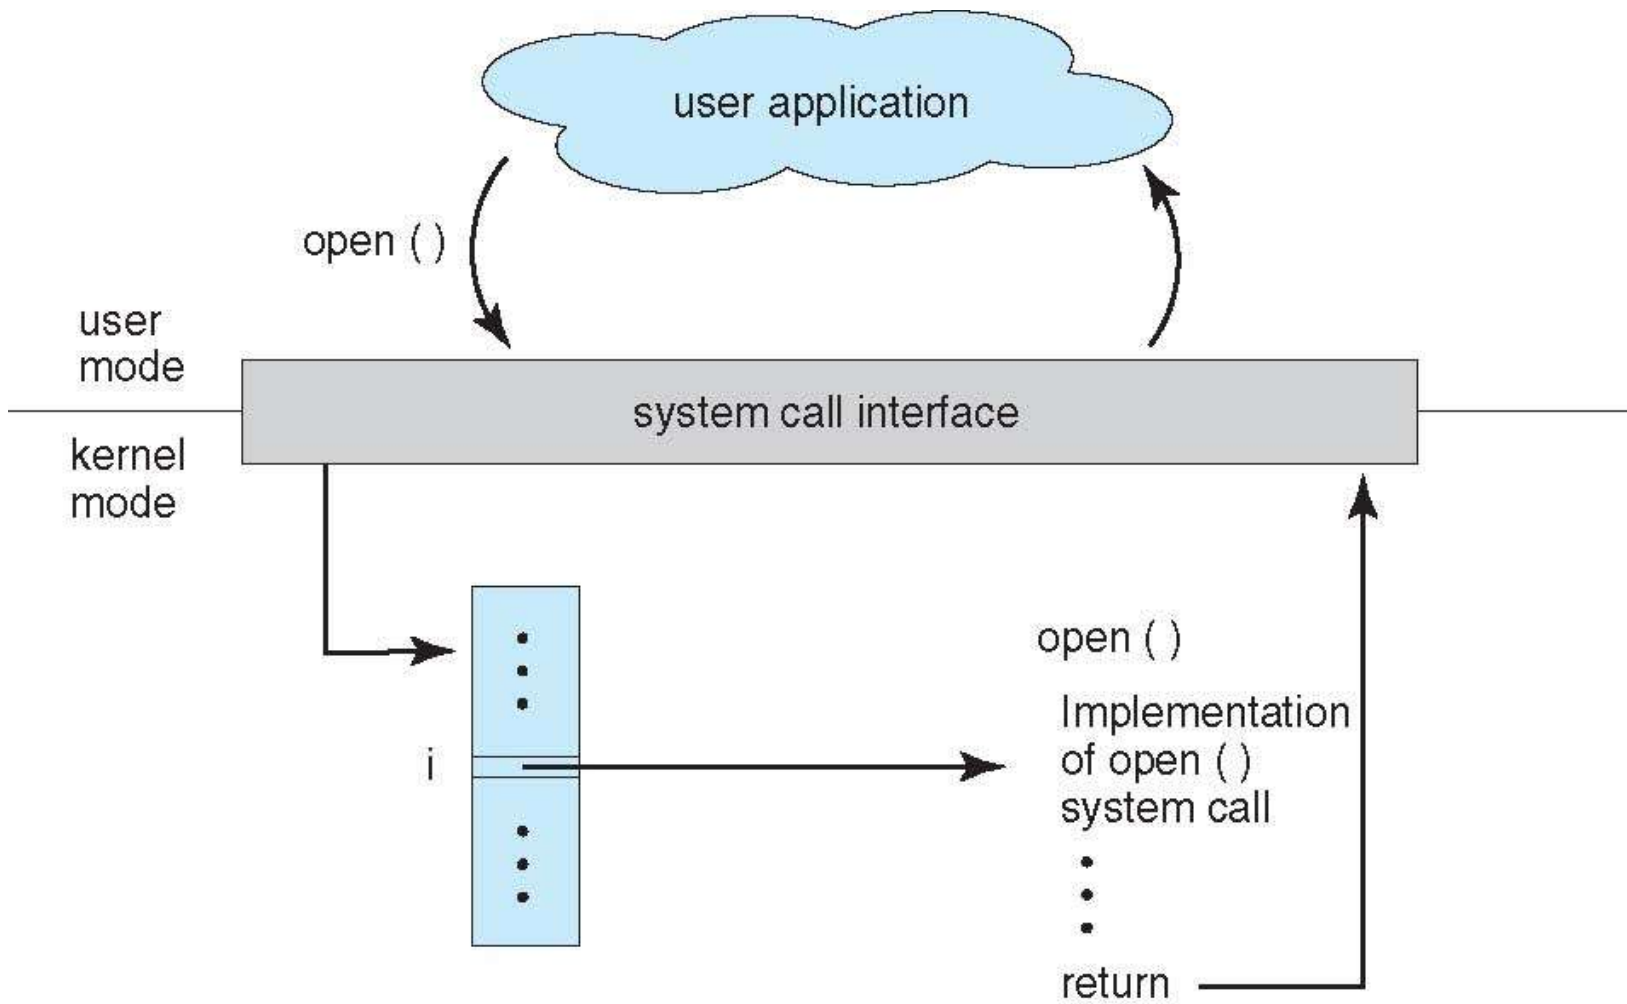 user application
open ( )
user
mode
system call interface
kernel
mode
open ( )
Implementation
of open ( )
system call
i
return